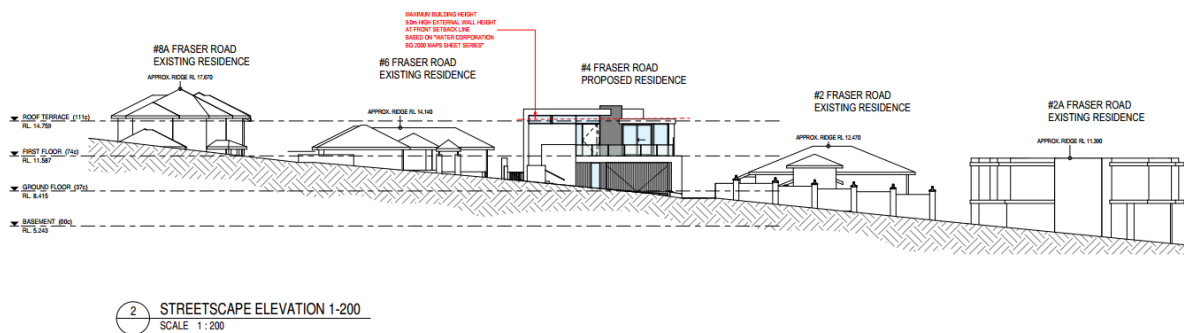 MAXIMUM BUILDING HEIGHT
9.0m HIGH EXTERNAL WALL HEIGHT
AT FRONT SETBACK LINE
BASED ON "WATER CORPORATION
BG 2000 MAPS SHEET SERIES"
#8A FRASER ROAD
EXISTING RESIDENCE
APPROX. RIDGE RL 17.670
#6 FRASER ROAD
EXISTING RESIDENCE
APPROX. RIDGE RL 14.140
#4 FRASER ROAD
PROPOSED RESIDENCE
#2 FRASER ROAD
EXISTING RESIDENCE
APPROX. RIDGE RL 12.470
#2A FRASER ROAD
EXISTING RESIDENCE
APPROX. RIDGE RL 11.390
ROOF TERRACE (111c)
RL. 14.759
FIRST FLOOR (74c)
RL. 11.587
GROUND FLOOR (37c)
RL. 8.415
BASEMENT (00c)
RL. 5.243
2
STREETSCAPE ELEVATION 1-200
SCALE 1 : 200